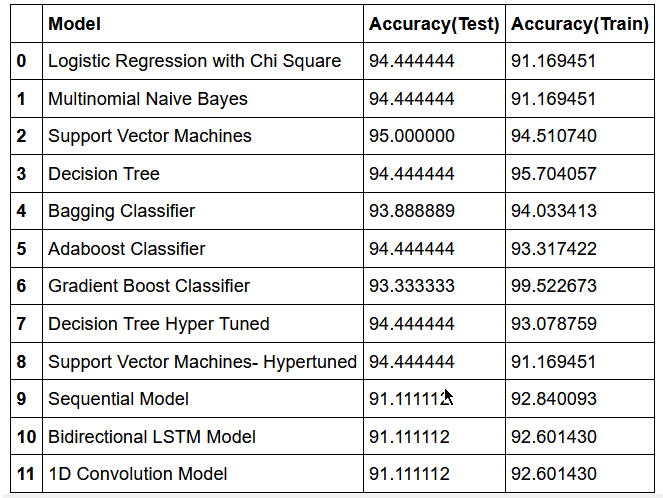 Model Accuracy(Test) Accuracy(Train)
0 Logistic Regression with Chi Square 94.444444 91.169451
1 Multinomial Naive Bayes 94.444444 91.169451
2 Support Vector Machines 95.000000 94.510740
3 Decision Tree 94.444444 95.704057
4 Bagging Classifier 93.888889 94.033413
5 Adaboost Classifier 94.444444 93.317422
6 Gradient Boost Classifier 93.333333 99.522673
7 Decision Tree Hyper Tuned 94.444444 93.078759
8 Support Vector Machines- Hypertuned 94.444444 91.169451
9 Sequential Model 91.111112 92.840093
10 Bidirectional LSTM Model 91.111112 92.601430
11 1D Convolution Model 91.111112 92.601430